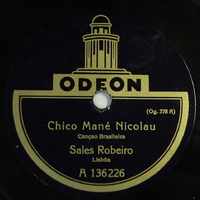 ODEON
(Og. 378 A)
Chico Mané Nicolau
Canção Brasileira
Sales Robeiro
Lisbôa
A 136226